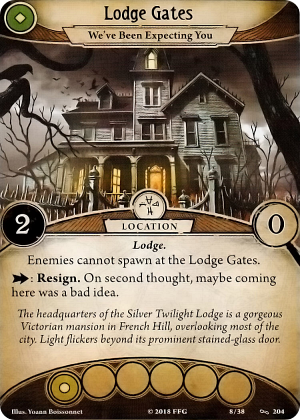 Lodge Gates
We've Been Expecting You
2
0
LOCATION
Lodge.
Enemies cannot spawn at the Lodge Gates.
: Resign. On second thought, maybe coming
here was a bad idea.
The headquarters of the Silver Twilight Lodge is a gorgeous
Victorian mansion in French Hill, overlooking most of the
city. Light flickers beyond its prominent stained-glass door.
Illus. Yoann Boissonnet
© 2018 FFG
8/38
204